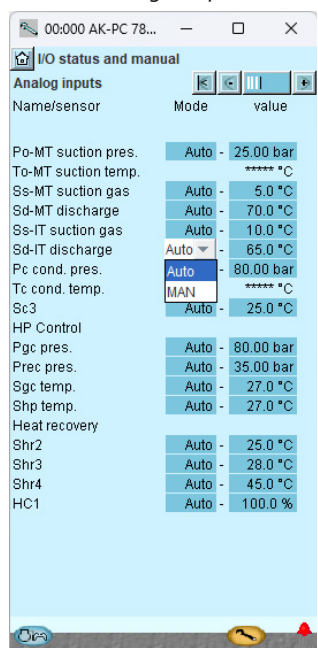 00:000 AK-PC 78...
I/O status and manual
Analog inputs
Name/sensor Mode value
Po-MT suction pres. Auto - 25.00 bar
To-MT suction temp. ***** °C
Ss-MT suction gas Auto - 5.0 °C
Sd-MT discharge Auto - 70.0 °C
Ss-IT suction gas Auto - 10.0 °C
Sd-IT discharge Auto - 65.0 °C
Pc cond. pres. Auto 80.00 bar
Tc cond. temp. MAN ***** °C
Sc3 Auto - 25.0 °C
HP Control
Pgc pres. Auto - 80.00 bar
Prec pres. Auto - 35.00 bar
Sgc temp. Auto - 27.0 °C
Shp temp. Auto - 27.0 °C
Heat recovery
Shr2 Auto - 25.0 °C
Shr3 Auto - 28.0 °C
Shr4 Auto - 45.0 °C
HC1 Auto - 100.0 %